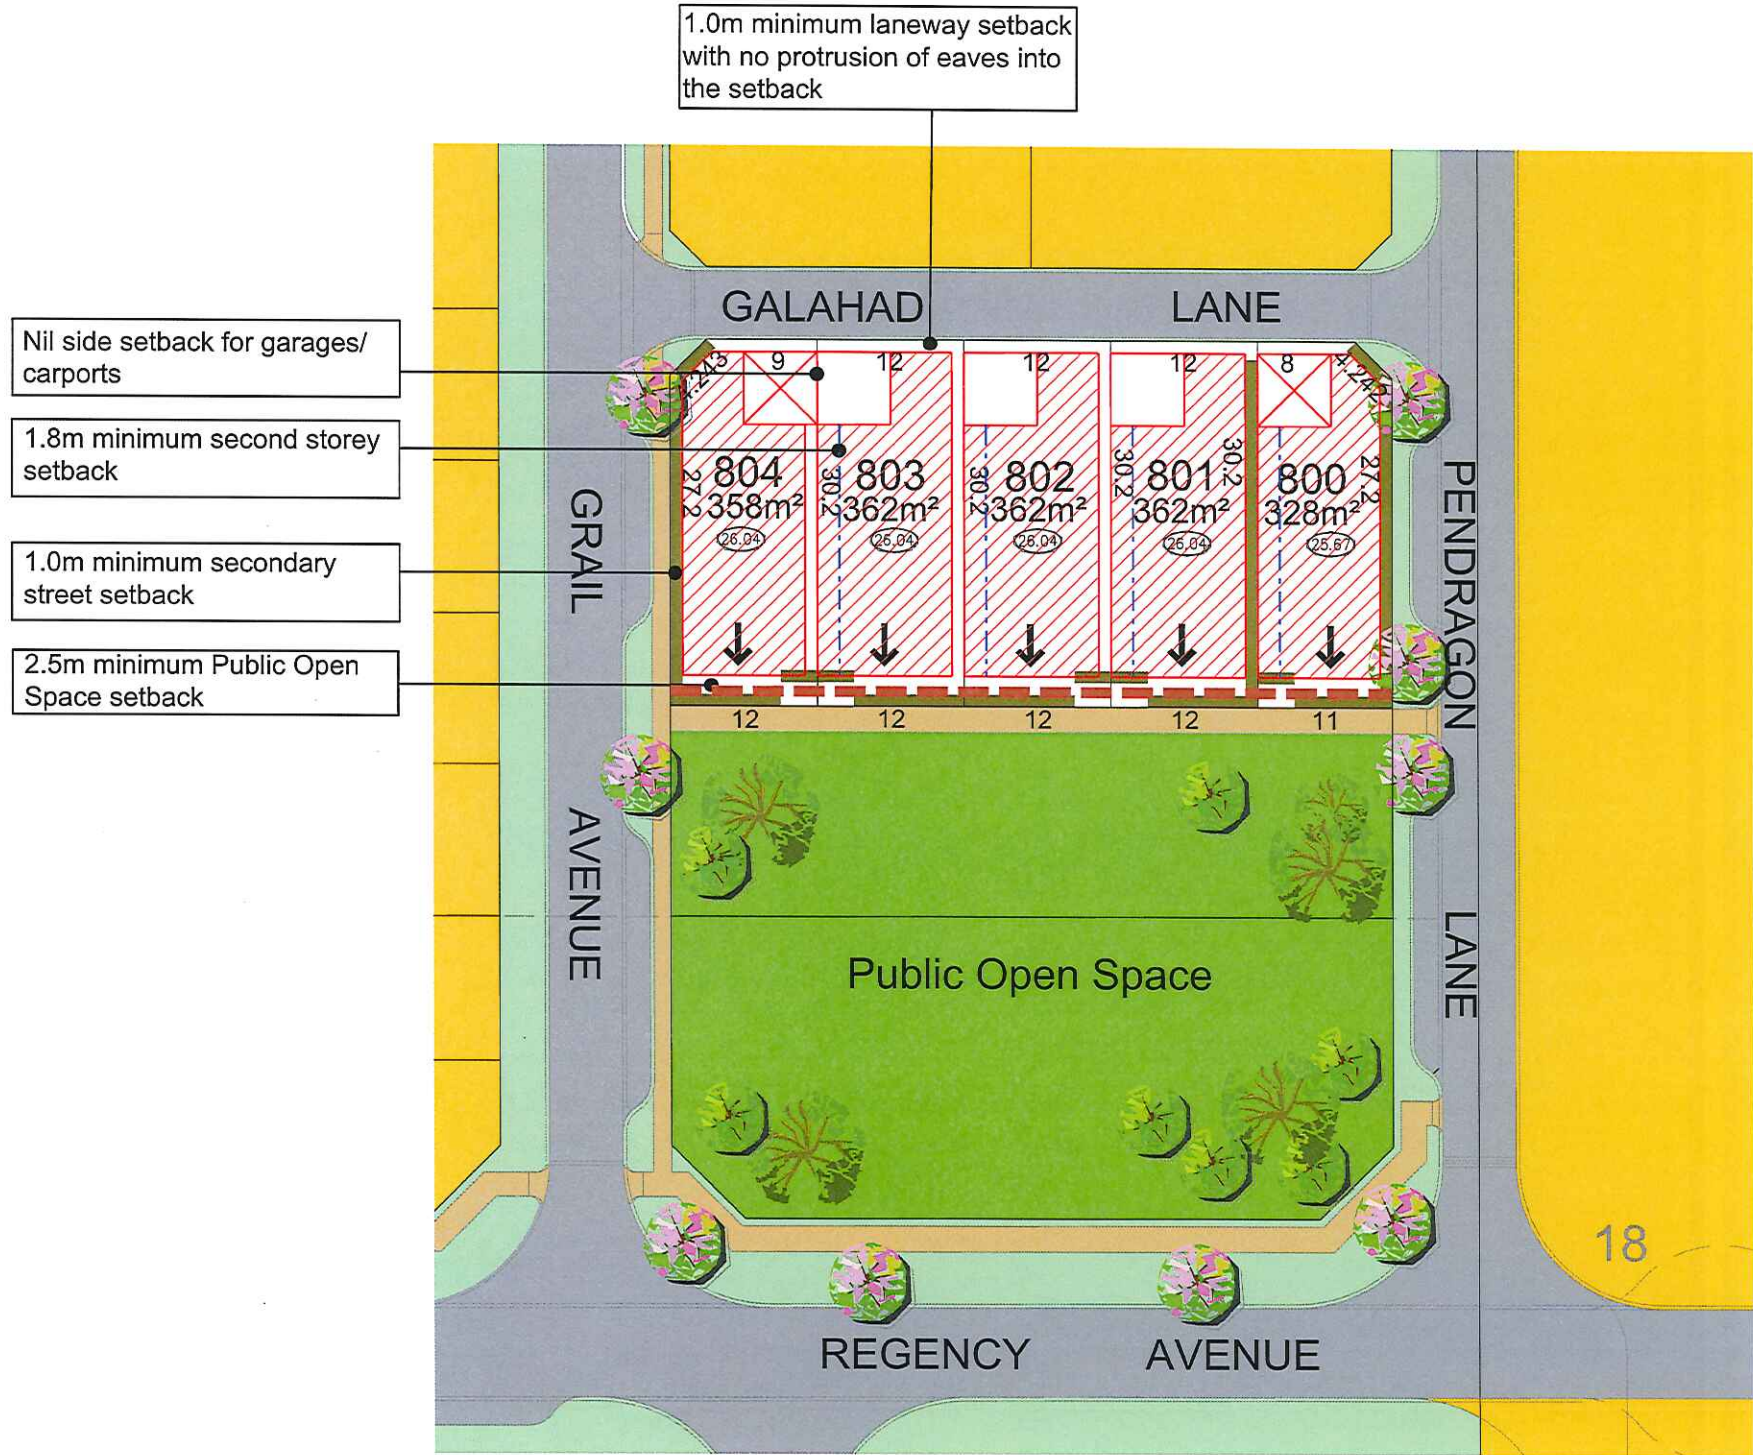 1.0m minimum laneway setback
with no protrusion of eaves into
the setback
GALAHAD LANE
Nil side setback for garages/
carports
1.8m minimum second storey
setback
1.0m minimum secondary
street setback
2.5m minimum Public Open
Space setback
4.243
9
12
12
12
8
4.242
27.2
804
358m²
26.04
30.2
803
362m²
26.04
30.2
802
362m²
26.04
30.2
801
362m²
26.04
30.2
800
328m²
25.67
27.2
12
12
12
12
11
GRAIL
AVENUE
PENDRAGON
LANE
Public Open Space
18
REGENCY AVENUE